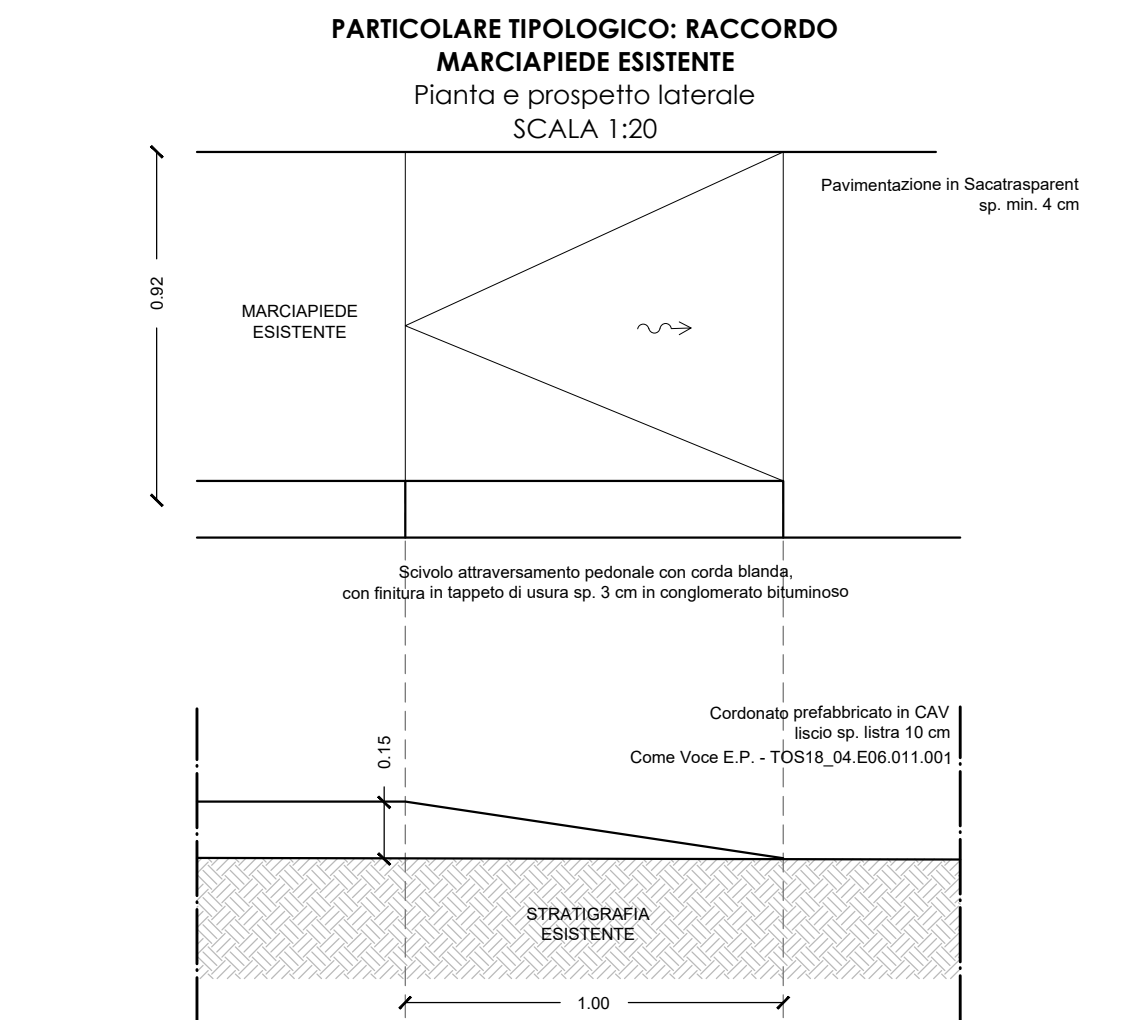 PARTICOLARE TIPOLOGICO: RACCORDO
MARCIAPIEDE ESISTENTE
Pianta e prospetto laterale
SCALA 1:20
Pavimentazione in Sacatrasparent
sp. min. 4 cm
0.92
MARCIAPIEDE
ESISTENTE
Scivolo attraversamento pedonale con corda blanda,
con finitura in tappeto di usura sp. 3 cm in conglomerato bituminoso
Cordonato prefabbricato in CAV
liscio sp. listra 10 cm
Come Voce E.P. - TOS18_04.E06.011.001
0.15
STRATIGRAFIA
ESISTENTE
1.00